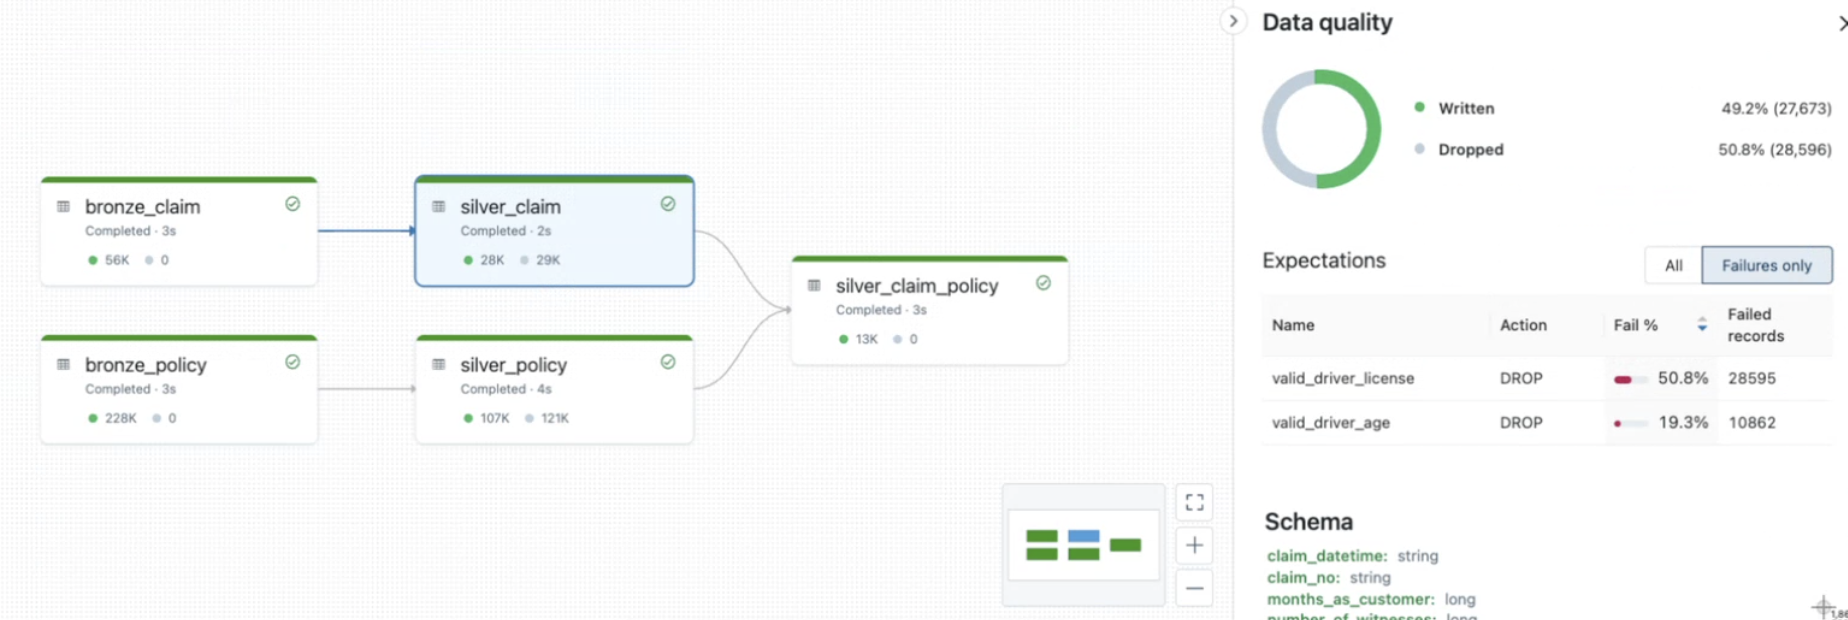 Data quality
Written 49.2% (27,673)
Dropped 50.8% (28,596)
bronze_claim
Completed · 3s
56K 0
silver_claim
Completed · 2s
28K 29K
silver_claim_policy
Completed · 3s
13K 0
bronze_policy
Completed · 3s
228K 0
silver_policy
Completed · 4s
107K 121K
Expectations All Failures only
Name Action Fail % Failed records
valid_driver_license DROP 50.8% 28595
valid_driver_age DROP 19.3% 10862
Schema
claim_datetime: string
claim_no: string
months_as_customer: long
number_of_witnesses: long